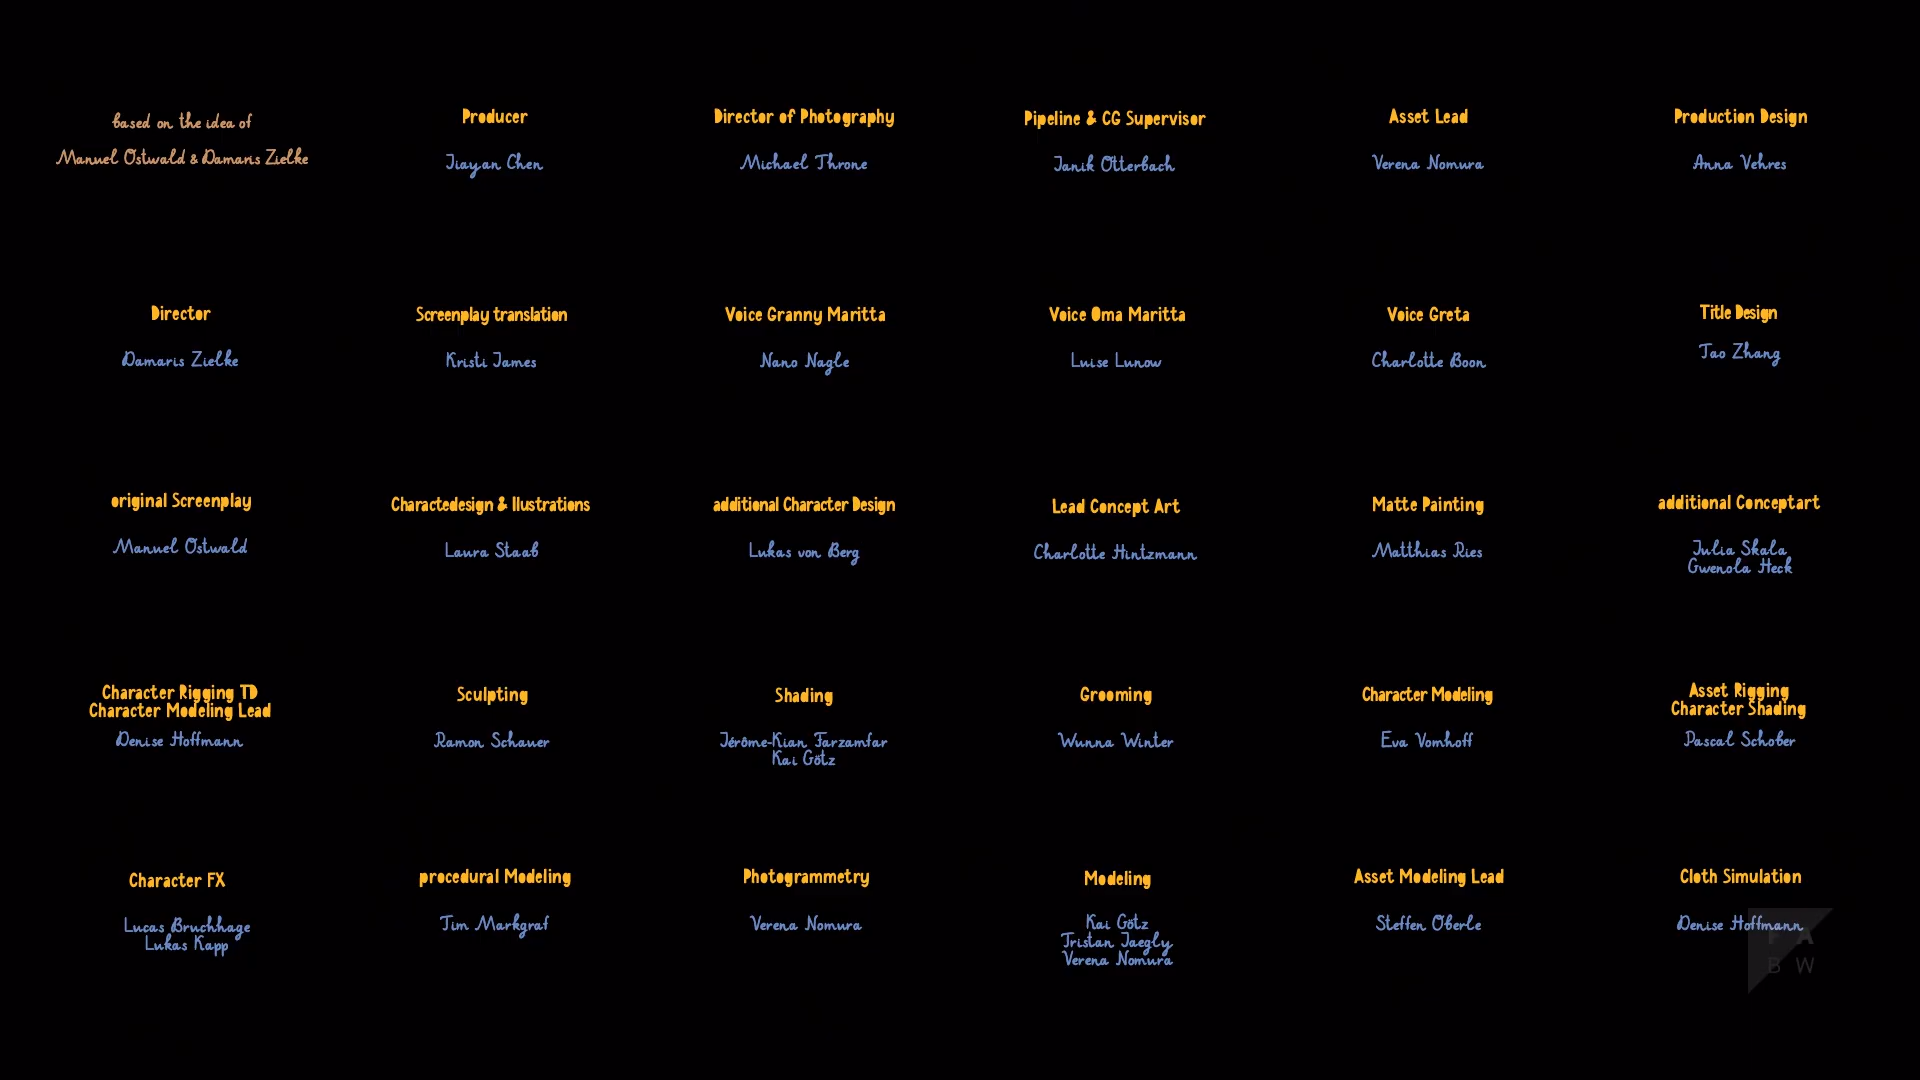 based on the idea of
Manuel Ostwald & Damaris Zielke
Producer
Jiayan Chen
Director of Photography
Michael Throne
Pipeline & CG Supervisor
Janik Otterbach
Asset Lead
Verena Nomura
Production Design
Anna Vehres
Director
Damaris Zielke
Screenplay translation
Kristi James
Voice Granny Maritta
Nano Nagle
Voice Oma Maritta
Luise Lunow
Voice Greta
Charlotte Boon
Title Design
Tao Zhang
original Screenplay
Manuel Ostwald
Charactedesign & Ilustrations
Laura Staab
additional Character Design
Lukas von Berg
Lead Concept Art
Charlotte Hintzmann
Matte Painting
Matthias Ries
additional Conceptart
Julia Skala
Gwenola Heck
Character Rigging TD
Character Modeling Lead
Denise Hoffmann
Sculpting
Ramon Schauer
Shading
Jérôme-Kian Farzamfar
Kai Götz
Grooming
Wunna Winter
Character Modeling
Eva Vomhoff
Asset Rigging
Character Shading
Pascal Schober
Character FX
Lucas Bruchhage
Lukas Kapp
procedural Modeling
Tim Markgraf
Photogrammetry
Verena Nomura
Modeling
Kai Götz
Tristan Jaegly
Verena Nomura
Asset Modeling Lead
Steffen Oberle
Cloth Simulation
Denise Hoffmann
F A
B W